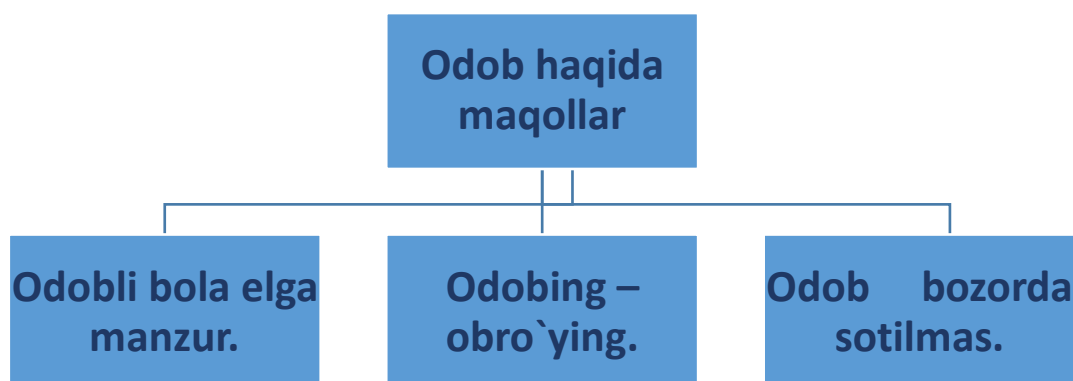 Odob haqida
maqollar
Odobli bola elga
manzur.
Odobing –
obro`ying.
Odob bozorda
sotilmas.